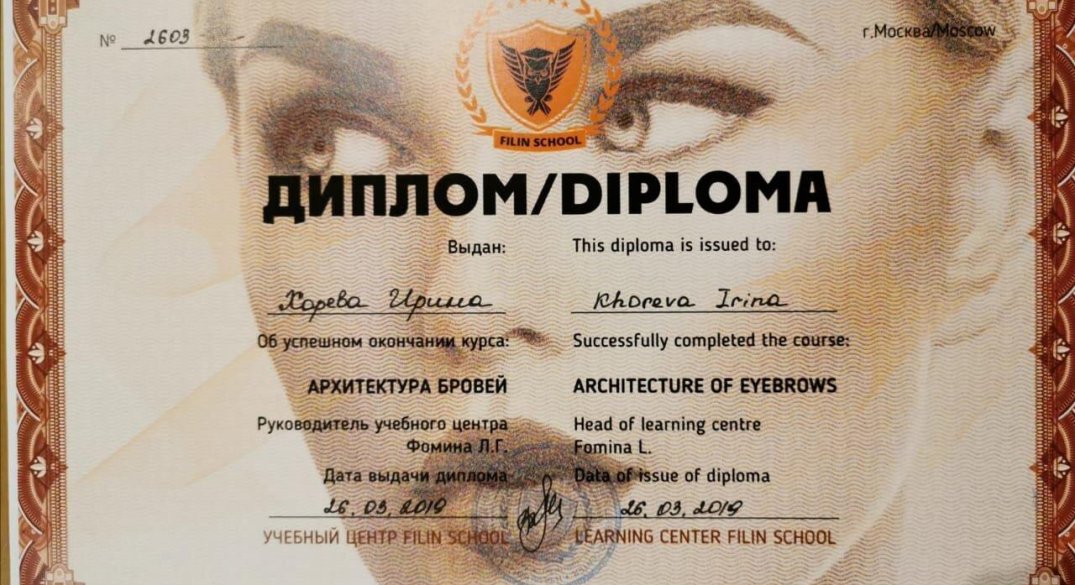 № 2603
г.Москва/Moscow
FILIN SCHOOL
ДИПЛОМ/DIPLOMA
Выдан: This diploma is issued to:
Хорева Ирина Khoreva Irina
Об успешном окончании курса: Successfully completed the course:
АРХИТЕКТУРА БРОВЕЙ ARCHITECTURE OF EYEBROWS
Руководитель учебного центра Head of learning centre
Фомина Л.Г. Fomina L.
Дата выдачи диплома Data of issue of diploma
26.03.2019 26.03.2019
УЧЕБНЫЙ ЦЕНТР FILIN SCHOOL LEARNING CENTER FILIN SCHOOL